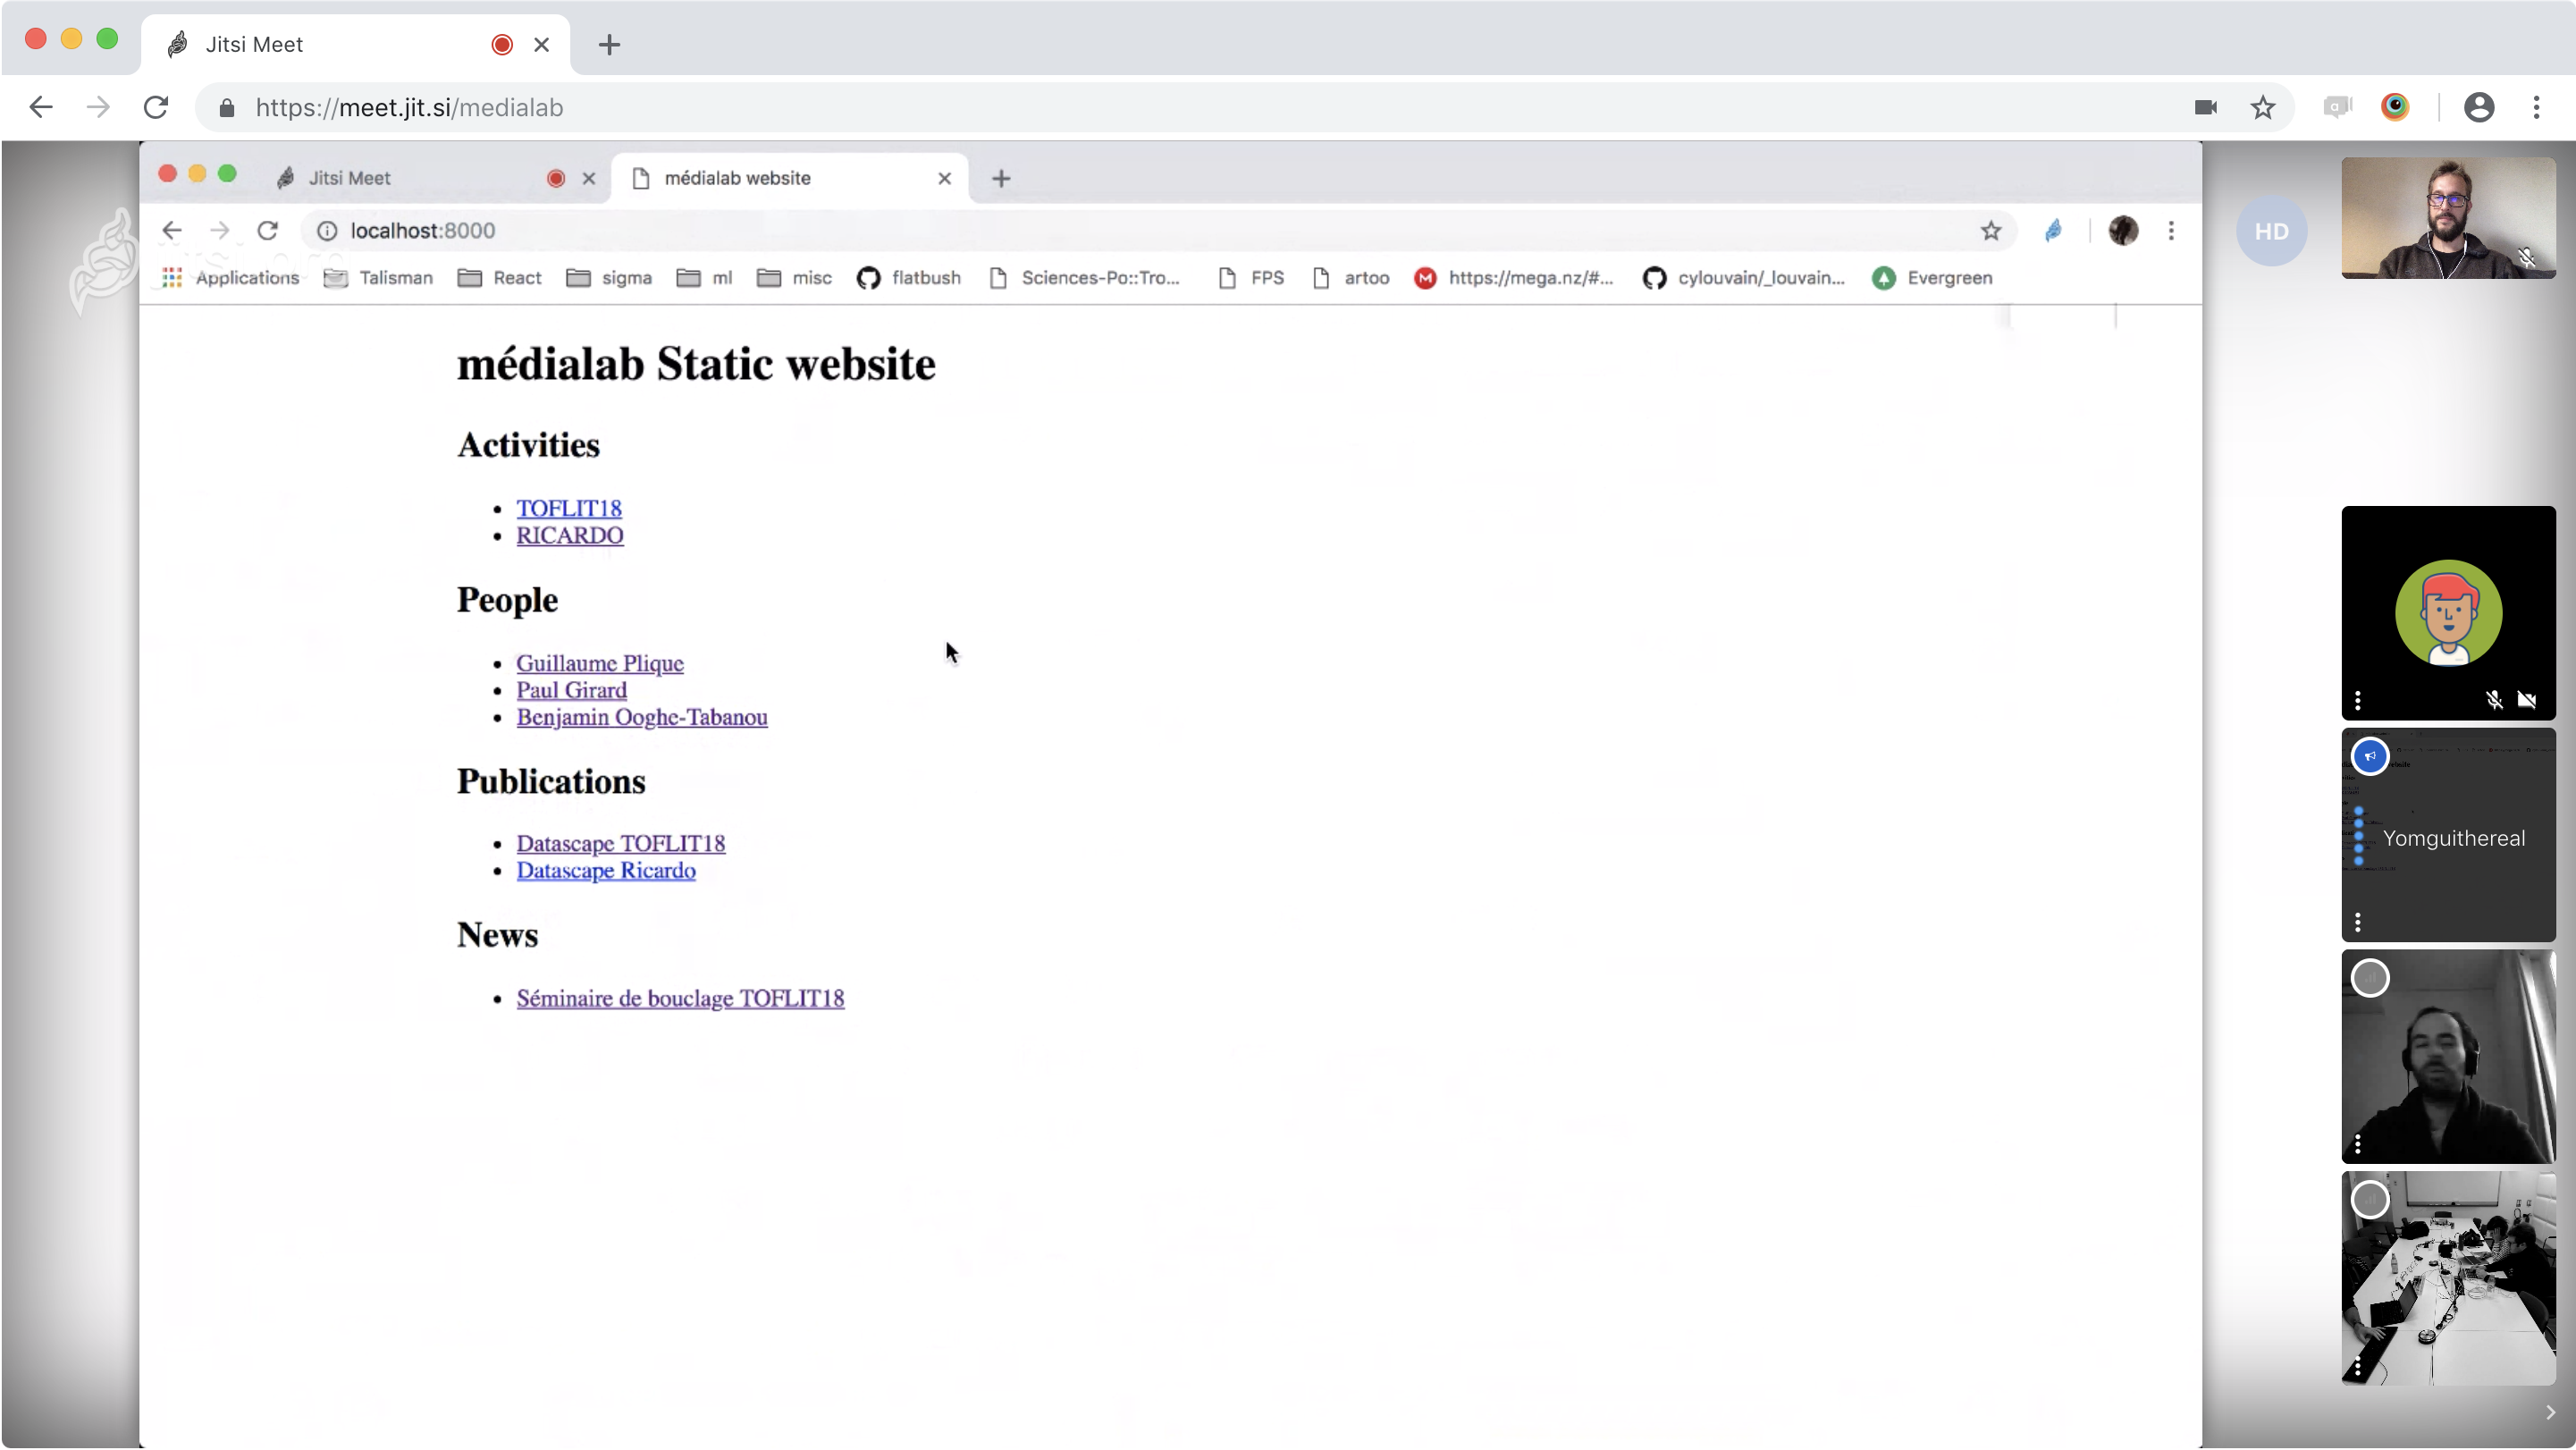 Jitsi Meet
https://meet.jit.si/medialab
Jitsi Meet
médialab website
HD
localhost:8000
Applications
Talisman
React
sigma
ml
misc
flatbush
Sciences-Po::Tro...
FPS
artoo
https://mega.nz/#...
cylouvain/_louvain...
Evergreen
médialab Static website
Activities
TOFLIT18
RICARDO
People
Guillaume Plique
Paul Girard
Benjamin Ooghe-Tabanou
Publications
Datascape TOFLIT18
Datascape Ricardo
News
Séminaire de bouclage TOFLIT18
Yomguithereal